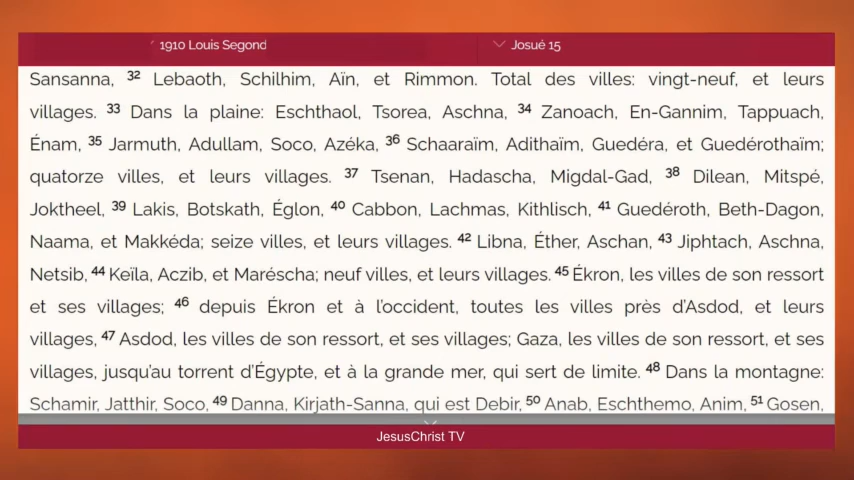 1910 Louis Segond
Josué 15
Sansanna, 32 Lebaoth, Schilhim, Aïn, et Rimmon. Total des villes: vingt-neuf, et leurs
villages. 33 Dans la plaine: Eschthaol, Tsorea, Aschna, 34 Zanoach, En-Gannim, Tappuach,
Énam, 35 Jarmuth, Adullam, Soco, Azéka, 36 Schaaraïm, Adithaïm, Guedéra, et Guedérothaïm;
quatorze villes, et leurs villages. 37 Tsenan, Hadascha, Migdal-Gad, 38 Dilean, Mitspé,
Joktheel, 39 Lakis, Botskath, Églon, 40 Cabbon, Lachmas, Kithlisch, 41 Guedéroth, Beth-Dagon,
Naama, et Makkéda; seize villes, et leurs villages. 42 Libna, Éther, Aschan, 43 Jiphtach, Aschna,
Netsib, 44 Keïla, Aczib, et Maréscha; neuf villes, et leurs villages. 45 Ékron, les villes de son ressort
et ses villages; 46 depuis Ékron et à l'occident, toutes les villes près d'Asdod, et leurs
villages, 47 Asdod, les villes de son ressort, et ses villages; Gaza, les villes de son ressort, et ses
villages, jusqu'au torrent d'Égypte, et à la grande mer, qui sert de limite. 48 Dans la montagne:
Schamir, Jatthir, Soco, 49 Danna, Kirjath-Sanna, qui est Debir, 50 Anab, Eschthemo, Anim, 51 Gosen,
JesusChrist TV